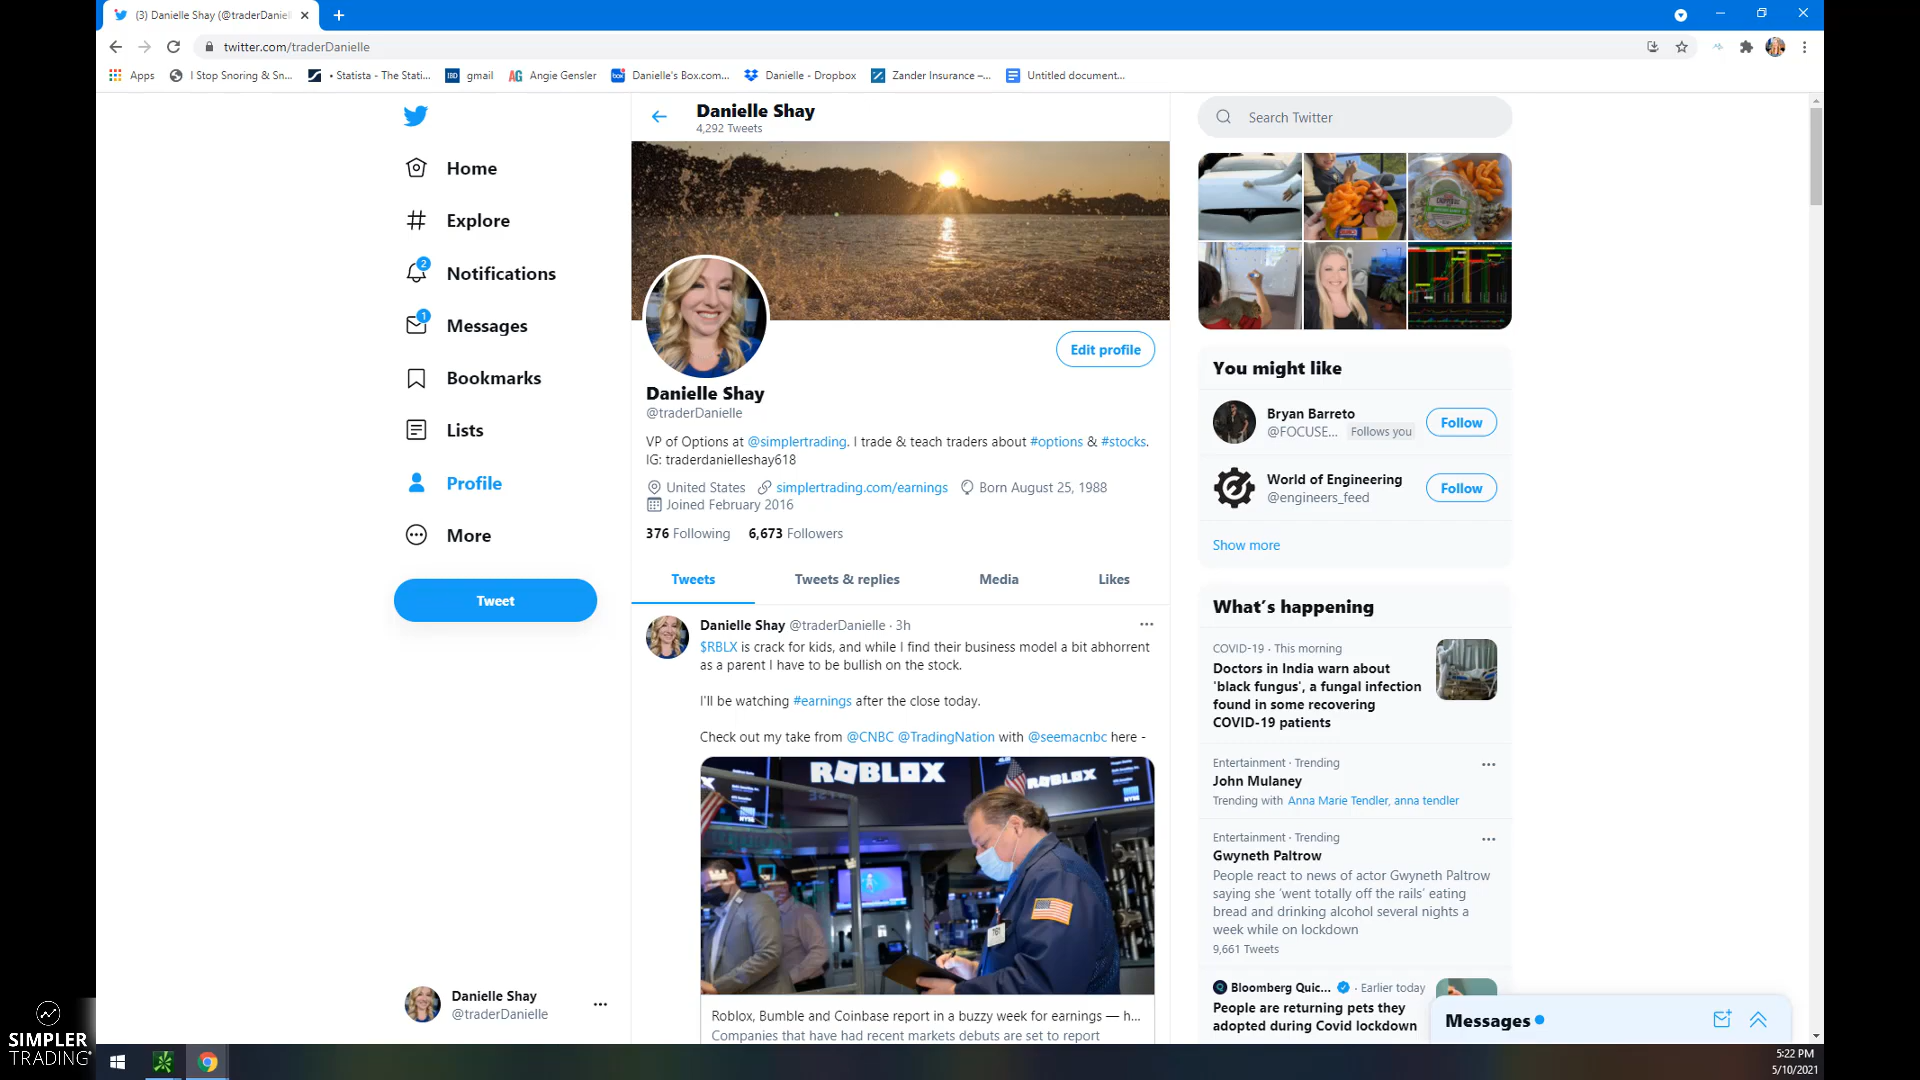 (3) Danielle Shay (@traderDaniel
twitter.com/traderDanielle
Apps
I Stop Snoring & Sn...
• Statista - The Stati...
IBD
gmail
AG
Angie Gensler
box
Danielle's Box.com...
Danielle - Dropbox
Zander Insurance –...
Untitled document...
Danielle Shay
4,292 Tweets
Search Twitter
Home
Explore
2
Notifications
1
Messages
Bookmarks
Lists
Profile
More
Tweet
Edit profile
Danielle Shay
@traderDanielle
VP of Options at @simplertrading. I trade & teach traders about #options & #stocks.
IG: traderdanielleshay618
United States simplertrading.com/earnings Born August 25, 1988
Joined February 2016
376 Following 6,673 Followers
Tweets
Tweets & replies
Media
Likes
Danielle Shay @traderDanielle · 3h
$RBLX is crack for kids, and while I find their business model a bit abhorrent
as a parent I have to be bullish on the stock.
I'll be watching #earnings after the close today.
Check out my take from @CNBC @TradingNation with @seemacnbc here -
ROBLOX
ROBLOX
Roblox, Bumble and Coinbase report in a buzzy week for earnings — h...
Companies that have had recent markets debuts are set to report
You might like
Bryan Barreto
@FOCUSE... Follows you
Follow
World of Engineering
@engineers_feed
Follow
Show more
What's happening
COVID-19 · This morning
Doctors in India warn about
'black fungus', a fungal infection
found in some recovering
COVID-19 patients
Entertainment · Trending
John Mulaney
Trending with Anna Marie Tendler, anna tendler
Entertainment · Trending
Gwyneth Paltrow
People react to news of actor Gwyneth Paltrow
saying she 'went totally off the rails' eating
bread and drinking alcohol several nights a
week while on lockdown
9,661 Tweets
Bloomberg Quic... · Earlier today
People are returning pets they
adopted during Covid lockdown
Messages
Danielle Shay
@traderDanielle
SIMPLER
TRADING
5:22 PM
5/10/2021